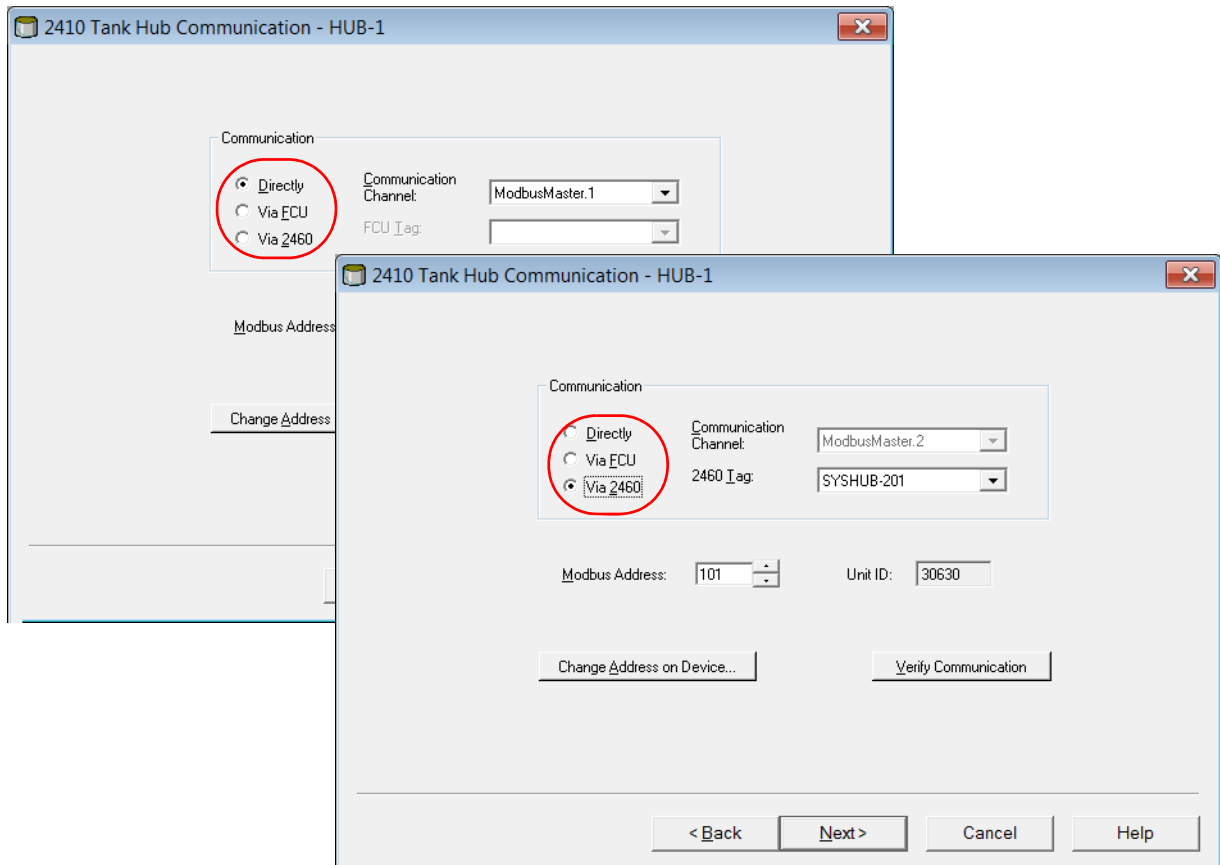 2410 Tank Hub Communication - HUB-1
Communication
Directly
Via FCU
Via 2460
Communication
Channel:
ModbusMaster.1
FCU Tag:
Modbus Address
Change Address
2410 Tank Hub Communication - HUB-1
Communication
Directly
Via FCU
Via 2460
Communication
Channel:
ModbusMaster.2
2460 Tag:
SYSHUB-201
Modbus Address:
101
Unit ID:
30630
Change Address on Device...
Verify Communication
< Back
Next >
Cancel
Help